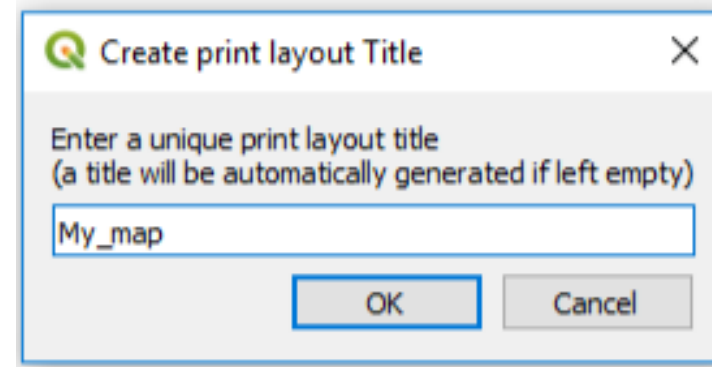 Create print layout Title
Enter a unique print layout title
(a title will be automatically generated if left empty)
My_map
OK
Cancel